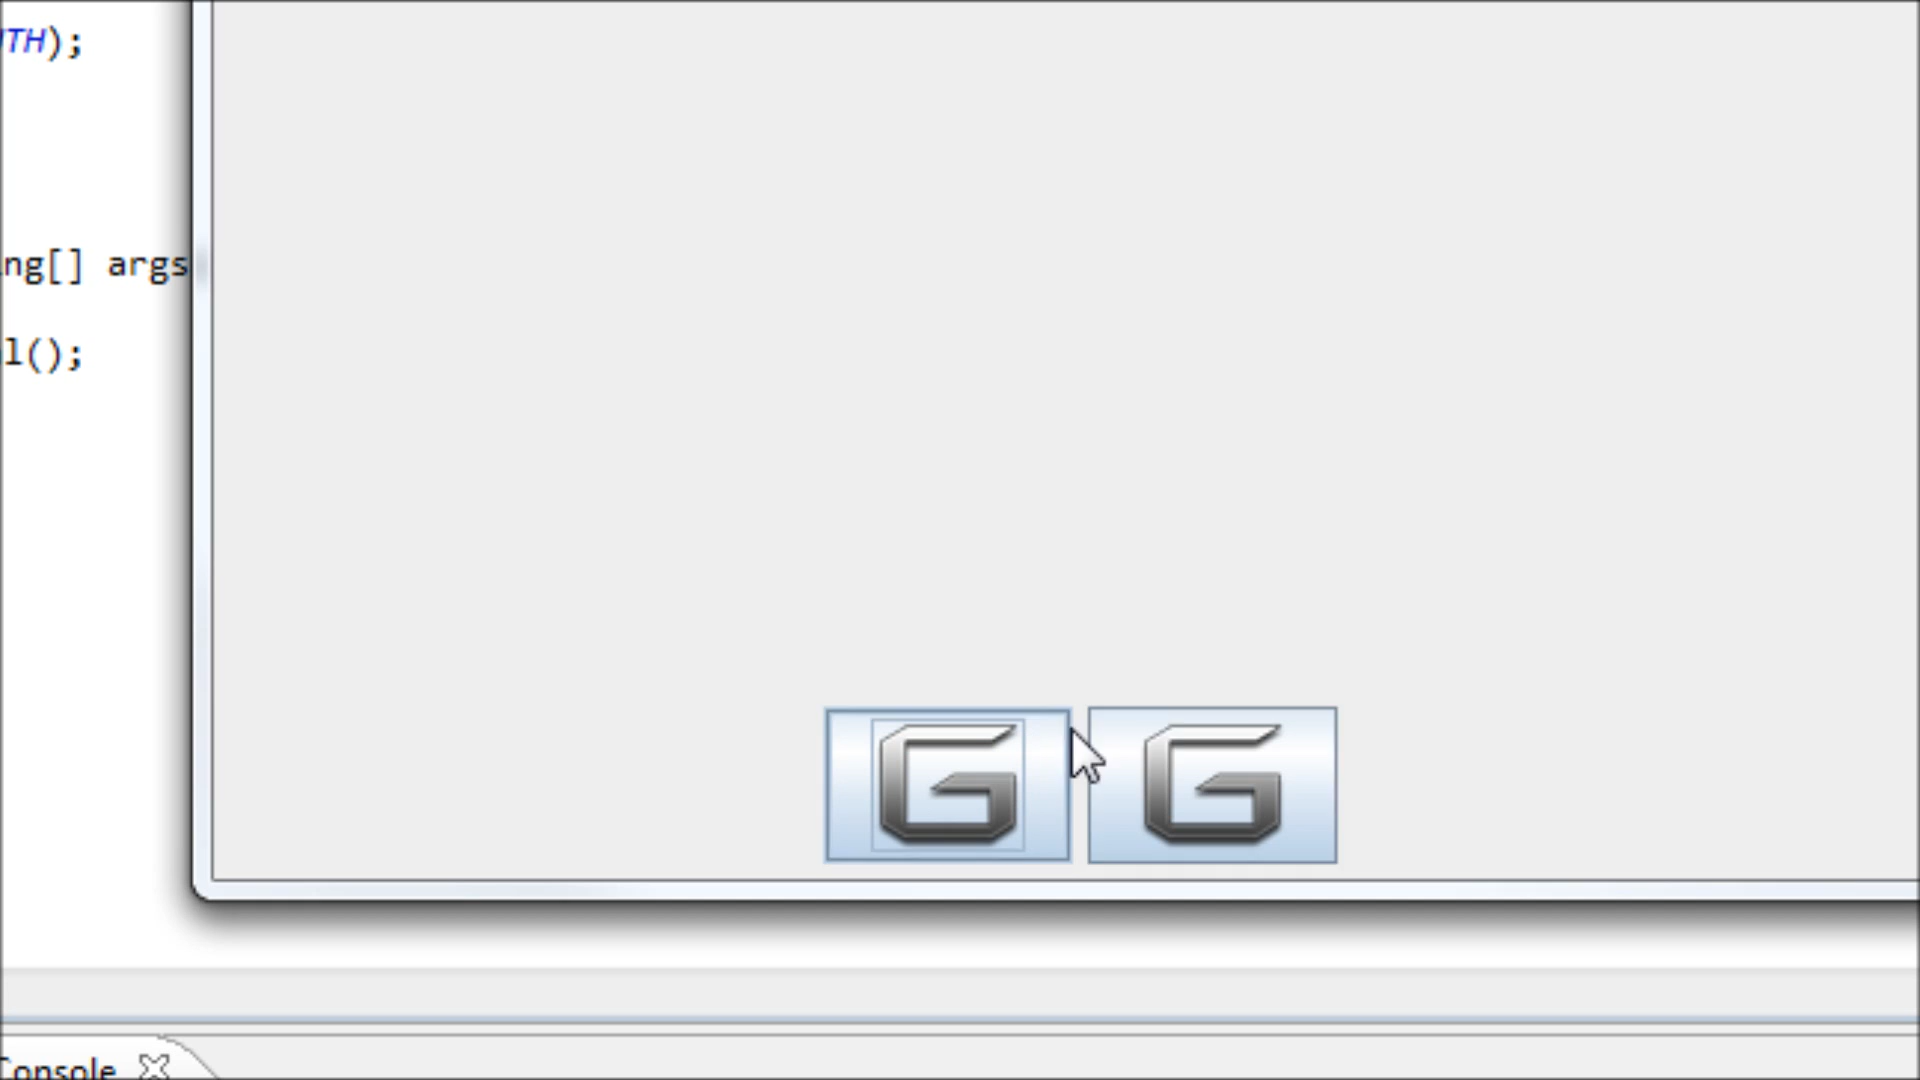 TH);
ng[] args
l();
Console
G G